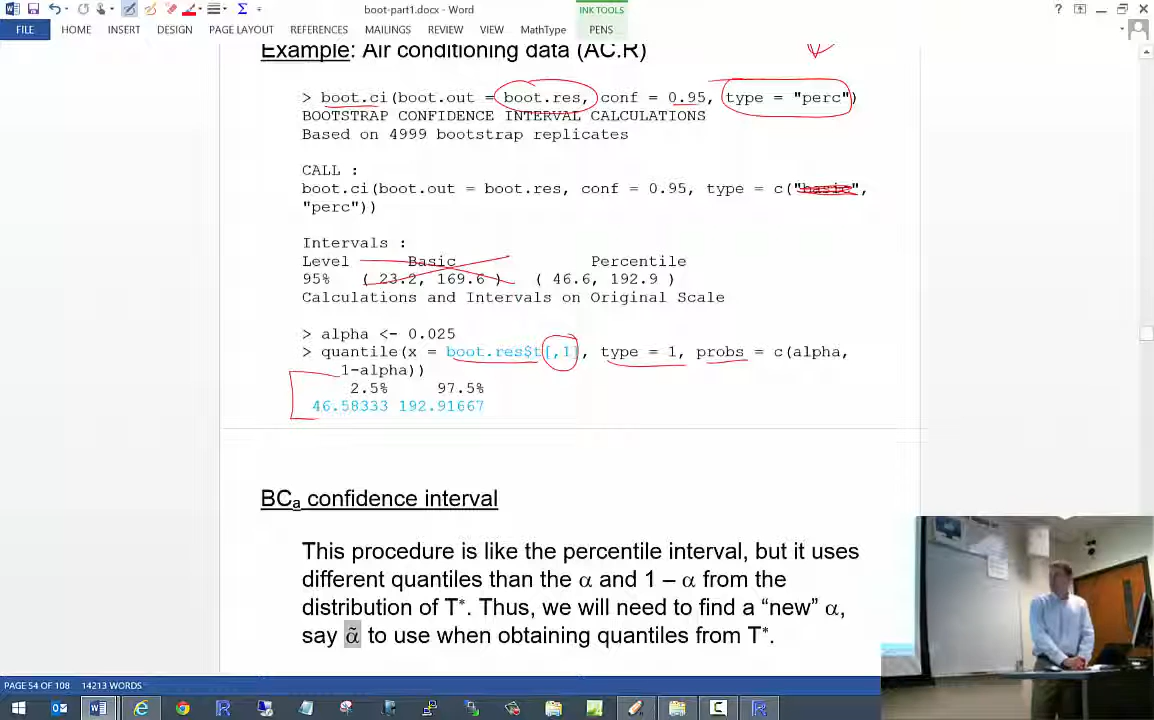 boot-part1.docx - Word
INK TOOLS
FILE HOME INSERT DESIGN PAGE LAYOUT REFERENCES MAILINGS REVIEW VIEW MathType PENS
Example: Air conditioning data (AC.R)
> boot.ci(boot.out = boot.res, conf = 0.95, type = "perc")
BOOTSTRAP CONFIDENCE INTERVAL CALCULATIONS
Based on 4999 bootstrap replicates
CALL :
boot.ci(boot.out = boot.res, conf = 0.95, type = c("basic",
"perc"))
Intervals :
Level Basic Percentile
95% ( 23.2, 169.6 ) ( 46.6, 192.9 )
Calculations and Intervals on Original Scale
> alpha <- 0.025
> quantile(x = boot.res$t[,1], type = 1, probs = c(alpha,
1-alpha))
2.5% 97.5%
46.58333 192.91667
BCa confidence interval
This procedure is like the percentile interval, but it uses
different quantiles than the α and 1 – α from the
distribution of T*. Thus, we will need to find a “new” α,
say α̃ to use when obtaining quantiles from T*.
PAGE 54 OF 108 14213 WORDS